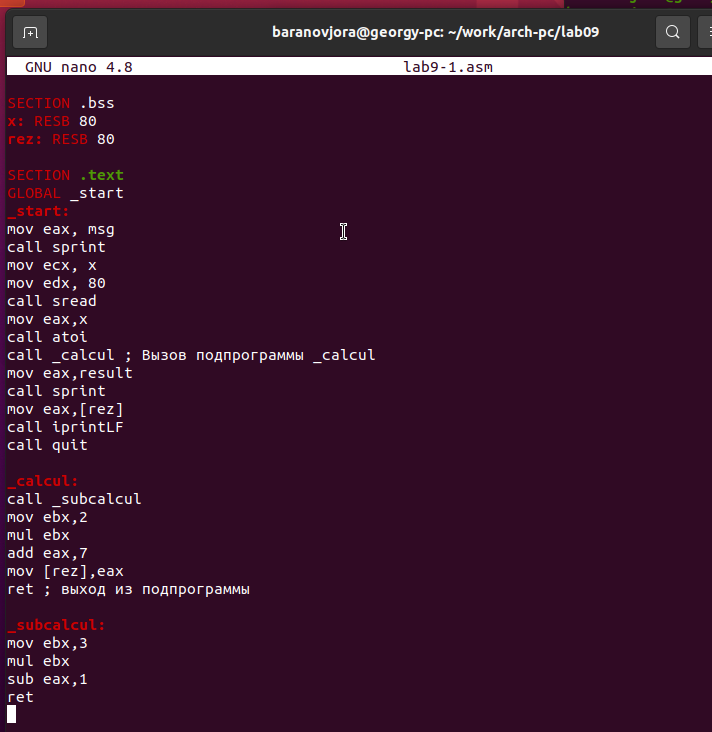 baranovjora@georgy-pc: ~/work/arch-pc/lab09
GNU nano 4.8 lab9-1.asm
SECTION .bss
x: RESB 80
rez: RESB 80
SECTION .text
GLOBAL _start
_start:
mov eax, msg
call sprint
mov ecx, x
mov edx, 80
call sread
mov eax,x
call atoi
call _calcul ; Вызов подпрограммы _calcul
mov eax,result
call sprint
mov eax,[rez]
call iprintLF
call quit
_calcul:
call _subcalcul
mov ebx,2
mul ebx
add eax,7
mov [rez],eax
ret ; выход из подпрограммы
_subcalcul:
mov ebx,3
mul ebx
sub eax,1
ret